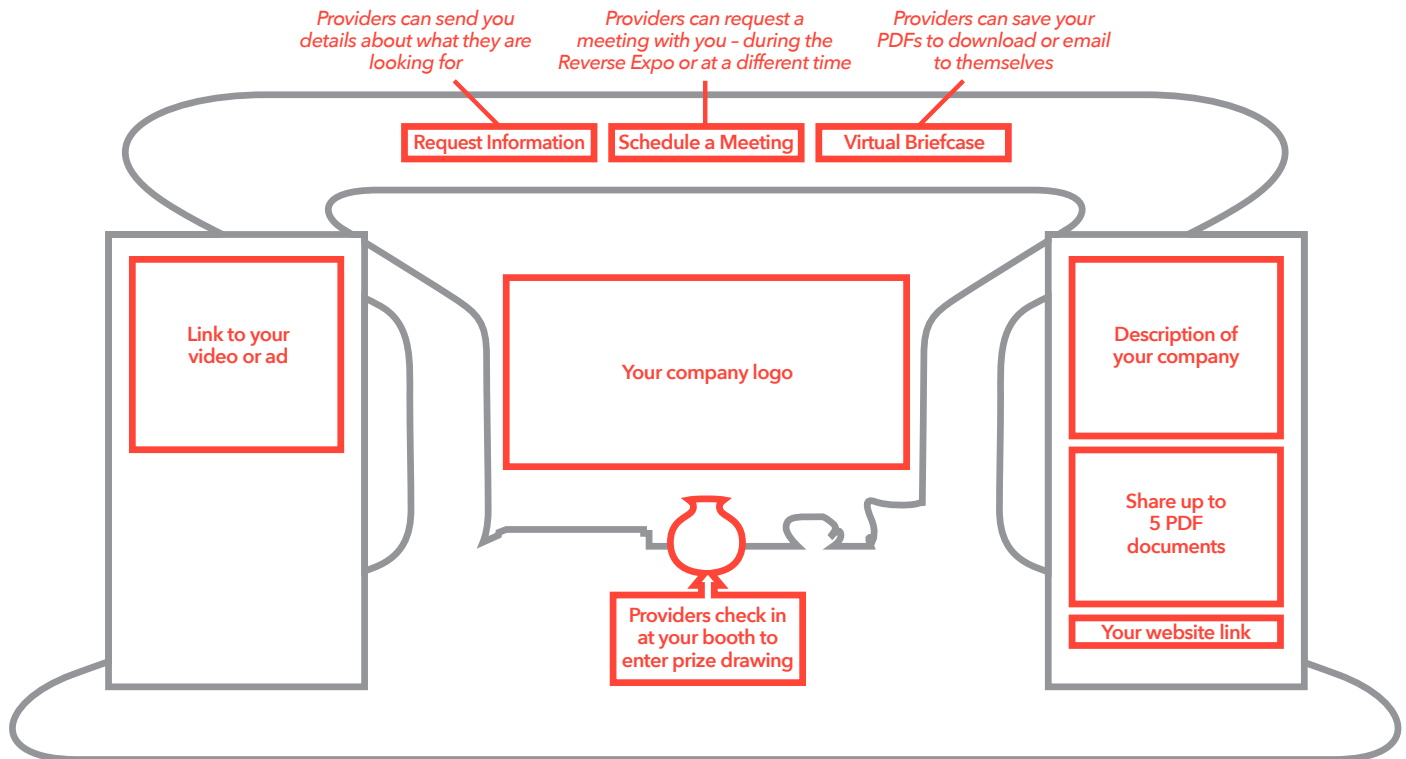 Providers can send you
details about what they are
looking for
Providers can request a
meeting with you – during the
Reverse Expo or at a different time
Providers can save your
PDFs to download or email
to themselves
Request Information
Schedule a Meeting
Virtual Briefcase
Link to your
video or ad
Your company logo
Description of
your company
Share up to
5 PDF
documents
Your website link
Providers check in
at your booth to
enter prize drawing